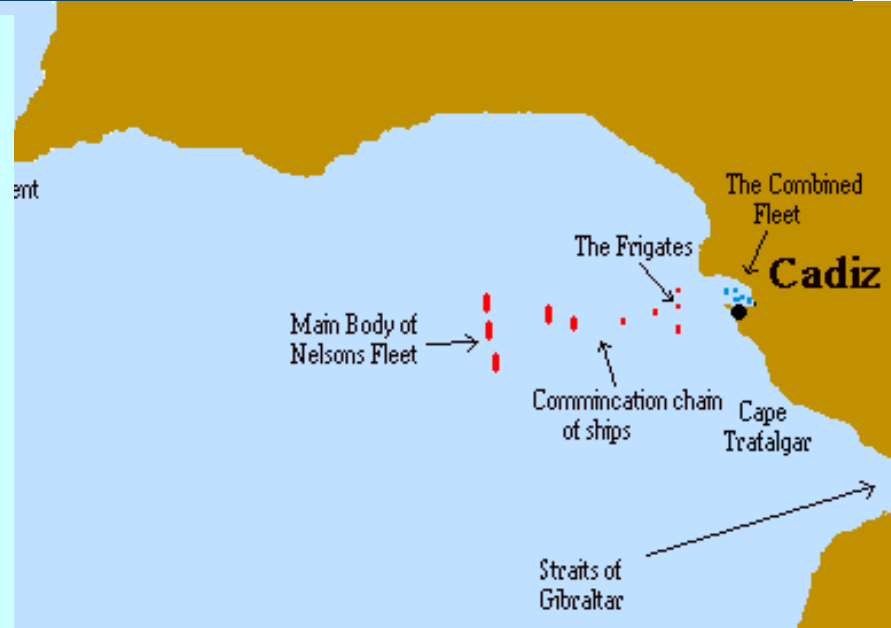 ent
The Combined
Fleet
The Frigates
Cadiz
Main Body of
Nelsons Fleet
Commincation chain
of ships
Cape
Trafalgar
Straits of
Gibraltar